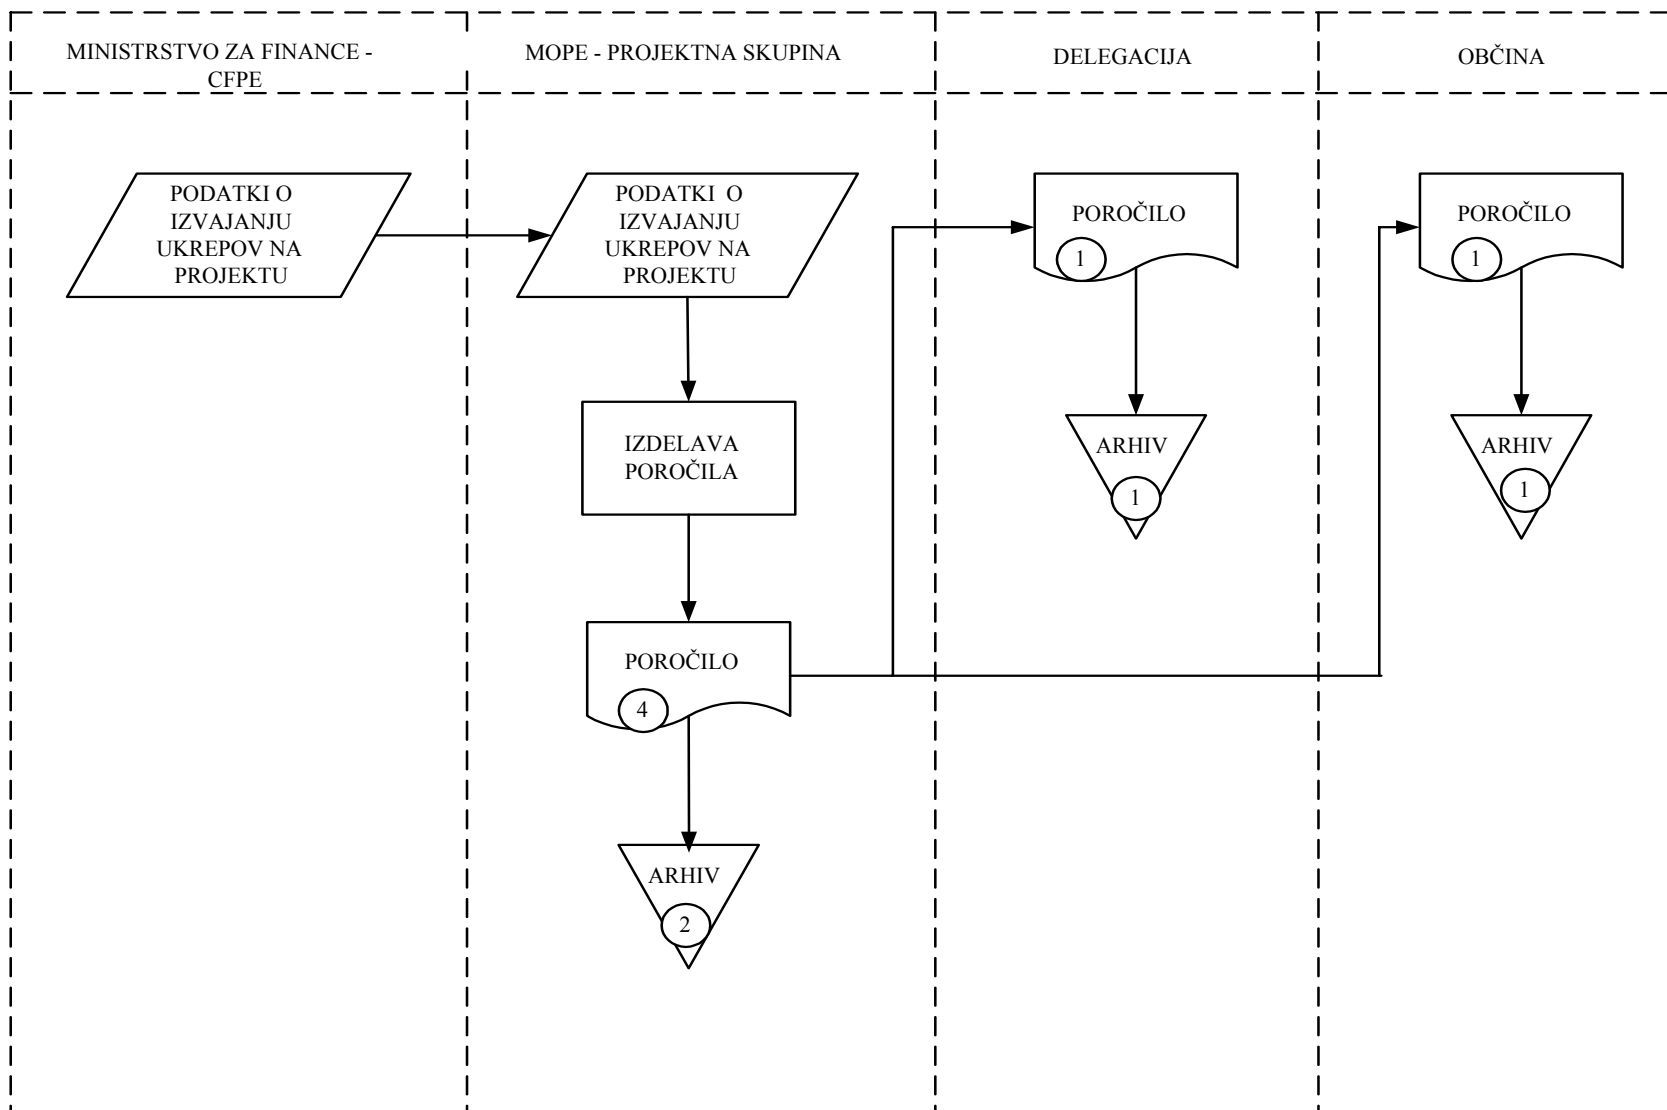 MINISTRSTVO ZA FINANCE -
CFPE
MOPE - PROJEKTNA SKUPINA
DELEGACIJA
OBČINA
PODATKI O
IZVAJANJU
UKREPOV NA
PROJEKTU
PODATKI O
IZVAJANJU
UKREPOV NA
PROJEKTU
POROČILO
1
POROČILO
1
IZDELAVA
POROČILA
ARHIV
1
ARHIV
1
POROČILO
4
ARHIV
2